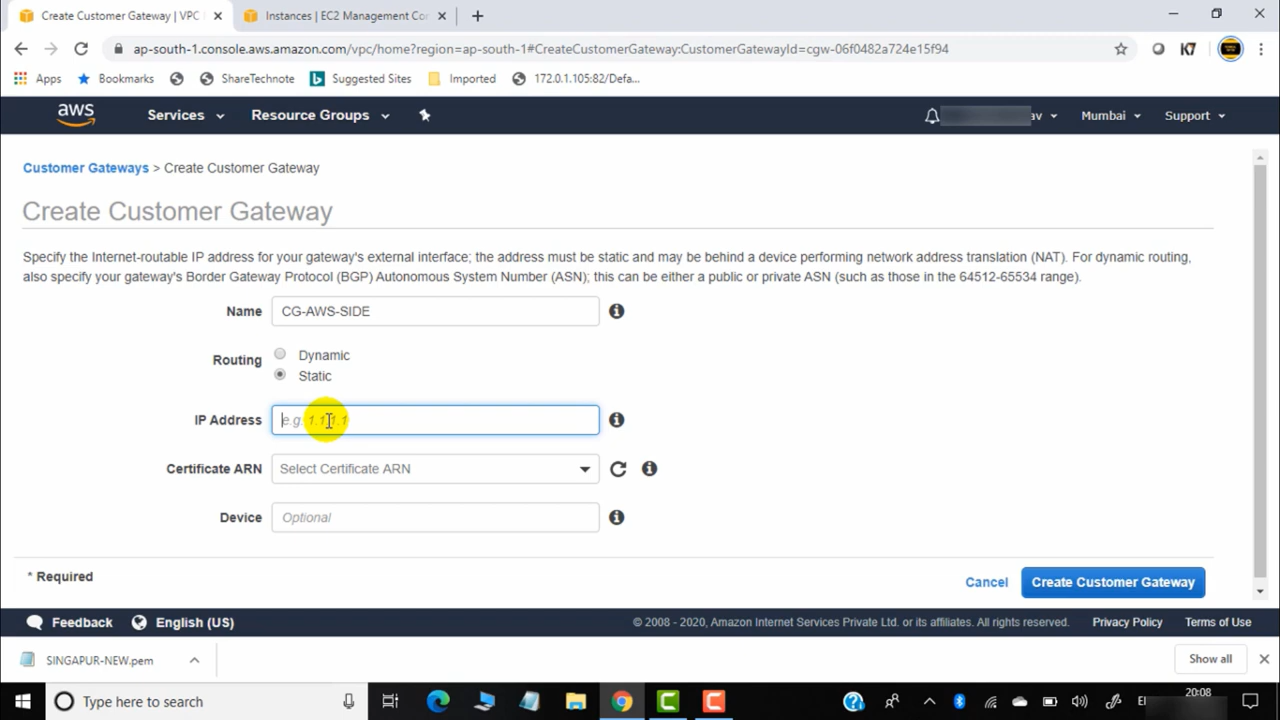 Create Customer Gateway | VPC
Instances | EC2 Management Con
ap-south-1.console.aws.amazon.com/vpc/home?region=ap-south-1#CreateCustomerGateway:CustomerGatewayId=cgw-06f0482a724e15f94
K7
Apps
Bookmarks
ShareTechnote
Suggested Sites
Imported
172.0.1.105:82/Defa...
aws
Services
Resource Groups
av
Mumbai
Support
Customer Gateways > Create Customer Gateway
Create Customer Gateway
Specify the Internet-routable IP address for your gateway's external interface; the address must be static and may be behind a device performing network address translation (NAT). For dynamic routing,
also specify your gateway's Border Gateway Protocol (BGP) Autonomous System Number (ASN); this can be either a public or private ASN (such as those in the 64512-65534 range).
Name
CG-AWS-SIDE
Routing
Dynamic
Static
IP Address
e.g. 1.1.1.1
Certificate ARN
Select Certificate ARN
Device
Optional
* Required
Cancel
Create Customer Gateway
Feedback
English (US)
© 2008 - 2020, Amazon Internet Services Private Ltd. or its affiliates. All rights reserved.
Privacy Policy
Terms of Use
SINGAPUR-NEW.pem
Show all
Type here to search
20:08